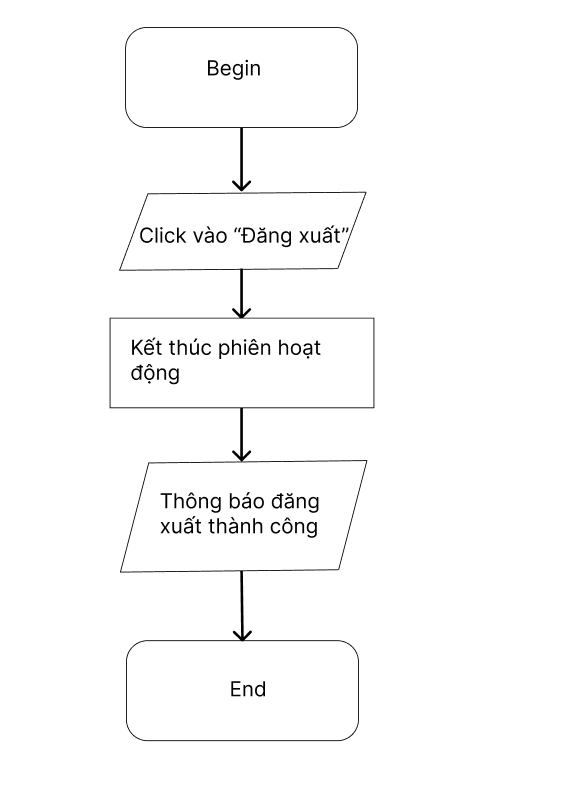 Begin
Click vào “Đăng xuất”
Kết thúc phiên hoạt
động
Thông báo đăng
xuất thành công
End